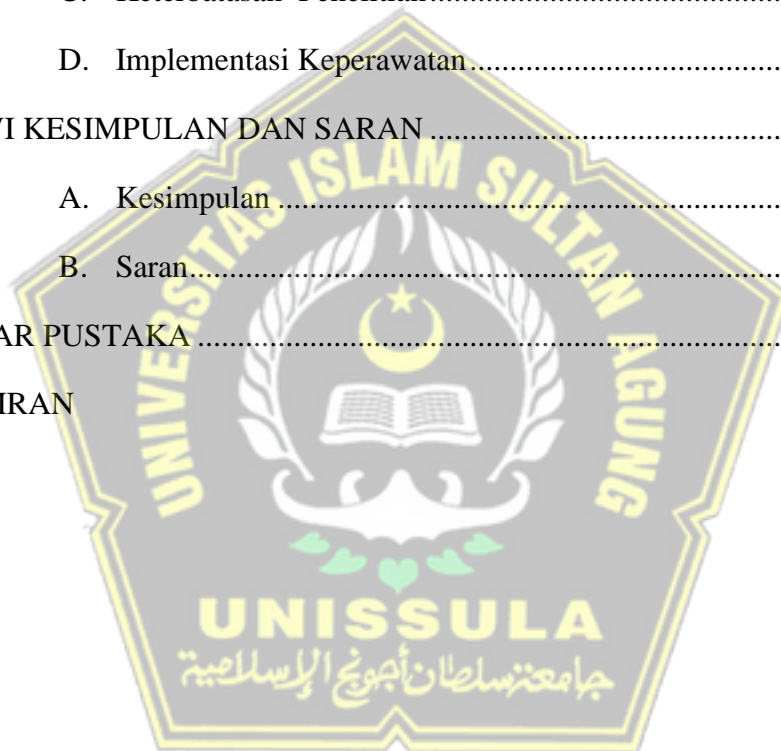 D. Implementasi Keperawatan
VI KESIMPULAN DAN SARAN
A. Kesimpulan
B. Saran
AR PUSTAKA
IRAN
UNIVERSITAS ISLAM SULTAN AGUNG
UNISSULA
جامعة سلطان أجونج الإسلامية